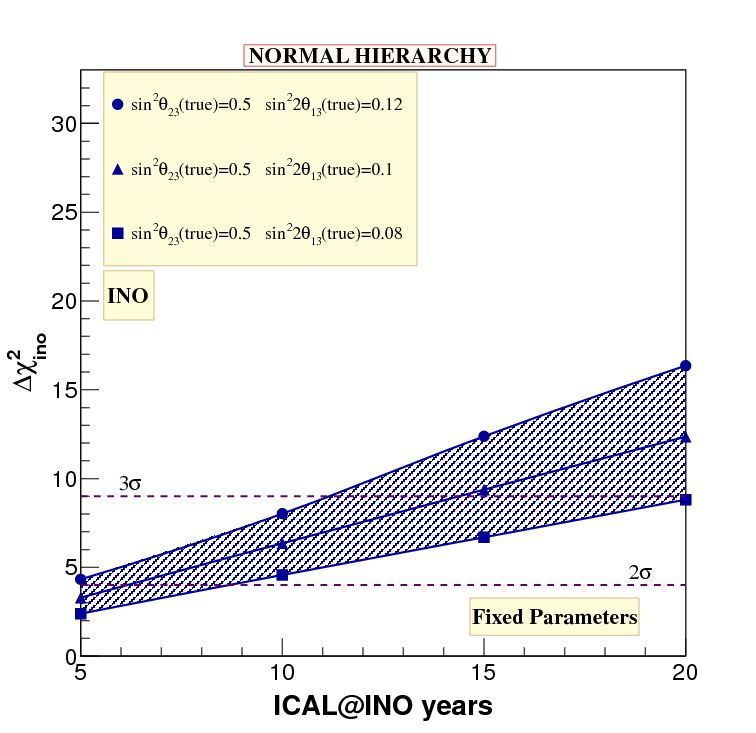 NORMAL HIERARCHY
sin²θ₂₃(true)=0.5 sin²2θ₁₃(true)=0.12
sin²θ₂₃(true)=0.5 sin²2θ₁₃(true)=0.1
sin²θ₂₃(true)=0.5 sin²2θ₁₃(true)=0.08
INO
30
25
20
15
10
5
0
Δχ²ino
3σ
2σ
Fixed Parameters
5 10 15 20
ICAL@INO years